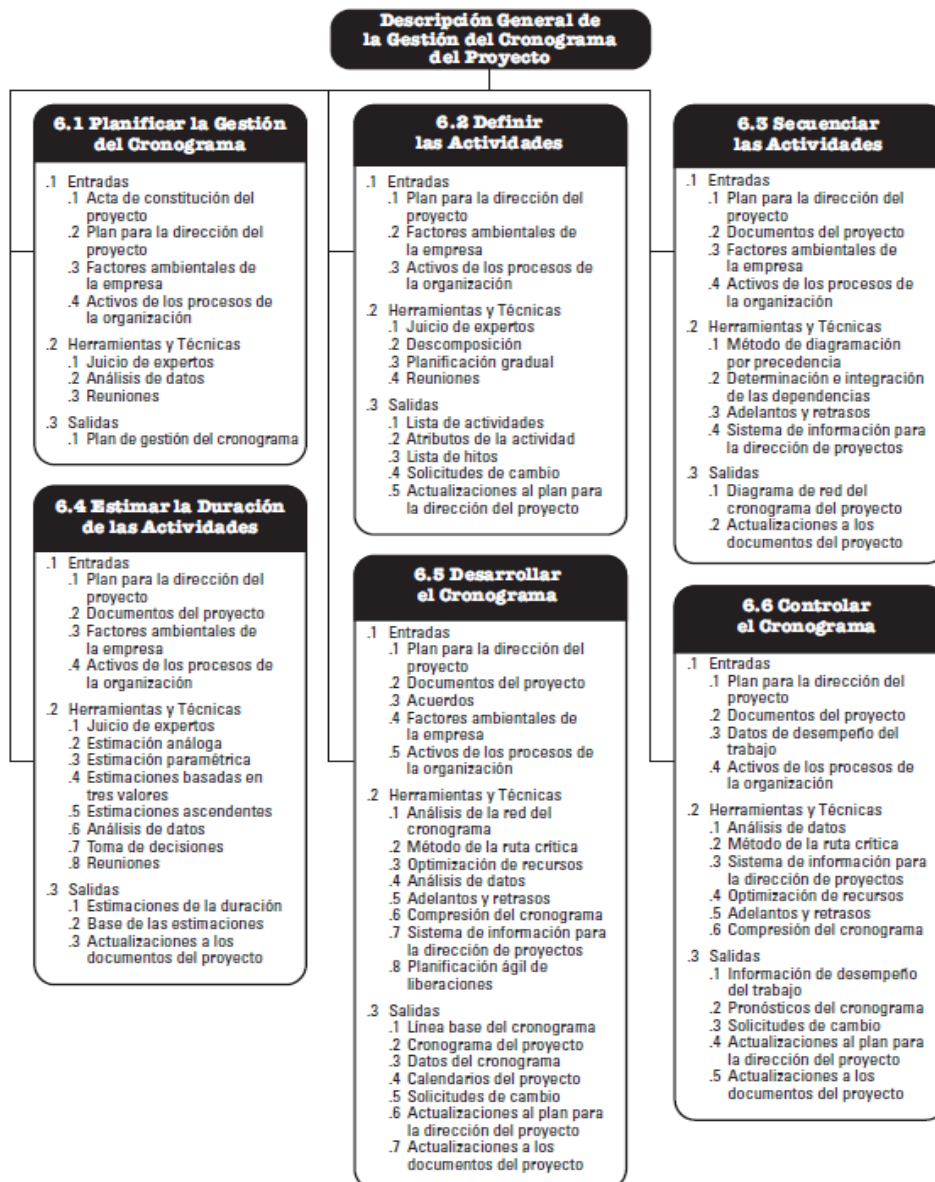 Descripción General de
la Gestión del Cronograma
del Proyecto
6.1 Planificar la Gestión
del Cronograma
.1 Entradas
.1 Acta de constitución del
proyecto
.2 Plan para la dirección del
proyecto
.3 Factores ambientales de
la empresa
.4 Activos de los procesos de
la organización
.2 Herramientas y Técnicas
.1 Juicio de expertos
.2 Análisis de datos
.3 Reuniones
.3 Salidas
.1 Plan de gestión del cronograma
6.2 Definir
las Actividades
.1 Entradas
.1 Plan para la dirección del
proyecto
.2 Factores ambientales de
la empresa
.3 Activos de los procesos de
la organización
.2 Herramientas y Técnicas
.1 Juicio de expertos
.2 Descomposición
.3 Planificación gradual
.4 Reuniones
.3 Salidas
.1 Lista de actividades
.2 Atributos de la actividad
.3 Lista de hitos
.4 Solicitudes de cambio
.5 Actualizaciones al plan para
la dirección del proyecto
6.3 Secuenciar
las Actividades
.1 Entradas
.1 Plan para la dirección del
proyecto
.2 Documentos del proyecto
.3 Factores ambientales de
la empresa
.4 Activos de los procesos de
la organización
.2 Herramientas y Técnicas
.1 Método de diagramación
por precedencia
.2 Determinación e integración
de las dependencias
.3 Adelantos y retrasos
.4 Sistema de información para
la dirección de proyectos
.3 Salidas
.1 Diagrama de red del
cronograma del proyecto
.2 Actualizaciones a los
documentos del proyecto
6.4 Estimar la Duración
de las Actividades
.1 Entradas
.1 Plan para la dirección del
proyecto
.2 Documentos del proyecto
.3 Factores ambientales de
la empresa
.4 Activos de los procesos de
la organización
.2 Herramientas y Técnicas
.1 Juicio de expertos
.2 Estimación análoga
.3 Estimación paramétrica
.4 Estimaciones basadas en
tres valores
.5 Estimaciones ascendentes
.6 Análisis de datos
.7 Toma de decisiones
.8 Reuniones
.3 Salidas
.1 Estimaciones de la duración
.2 Base de las estimaciones
.3 Actualizaciones a los
documentos del proyecto
6.5 Desarrollar
el Cronograma
.1 Entradas
.1 Plan para la dirección del
proyecto
.2 Documentos del proyecto
.3 Acuerdos
.4 Factores ambientales de
la empresa
.5 Activos de los procesos de
la organización
.2 Herramientas y Técnicas
.1 Análisis de la red del
cronograma
.2 Método de la ruta crítica
.3 Optimización de recursos
.4 Análisis de datos
.5 Adelantos y retrasos
.6 Compresión del cronograma
.7 Sistema de información para
la dirección de proyectos
.8 Planificación ágil de
liberaciones
.3 Salidas
.1 Línea base del cronograma
.2 Cronograma del proyecto
.3 Datos del cronograma
.4 Calendarios del proyecto
.5 Solicitudes de cambio
.6 Actualizaciones al plan para
la dirección del proyecto
.7 Actualizaciones a los
documentos del proyecto
6.6 Controlar
el Cronograma
.1 Entradas
.1 Plan para la dirección del
proyecto
.2 Documentos del proyecto
.3 Datos de desempeño del
trabajo
.4 Activos de los procesos de
la organización
.2 Herramientas y Técnicas
.1 Análisis de datos
.2 Método de la ruta crítica
.3 Sistema de información para
la dirección de proyectos
.4 Optimización de recursos
.5 Adelantos y retrasos
.6 Compresión del cronograma
.3 Salidas
.1 Información de desempeño
del trabajo
.2 Pronósticos del cronograma
.3 Solicitudes de cambio
.4 Actualizaciones al plan para
la dirección del proyecto
.5 Actualizaciones a los
documentos del proyecto